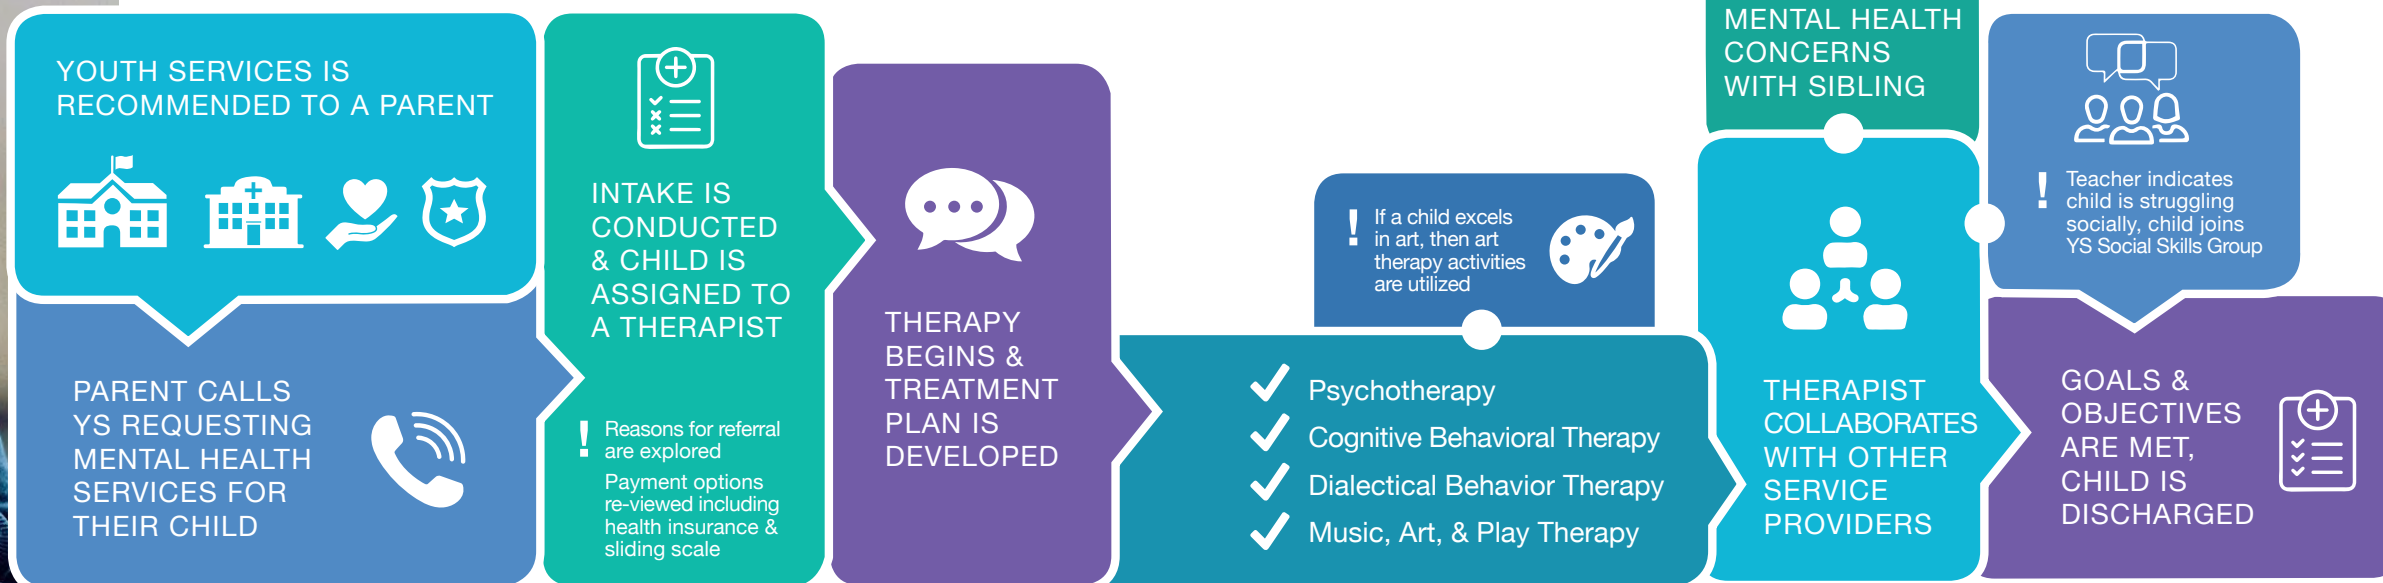 YOUTH SERVICES IS
RECOMMENDED TO A PARENT
PARENT CALLS
YS REQUESTING
MENTAL HEALTH
SERVICES FOR
THEIR CHILD
INTAKE IS
CONDUCTED
& CHILD IS
ASSIGNED TO
A THERAPIST
! Reasons for referral
are explored
Payment options
re-viewed including
health insurance &
sliding scale
THERAPY
BEGINS &
TREATMENT
PLAN IS
DEVELOPED
! If a child excels
in art, then art
therapy activities
are utilized
Psychotherapy
Cognitive Behavioral Therapy
Dialectical Behavior Therapy
Music, Art, & Play Therapy
MENTAL HEALTH
CONCERNS
WITH SIBLING
THERAPIST
COLLABORATES
WITH OTHER
SERVICE
PROVIDERS
! Teacher indicates
child is struggling
socially, child joins
YS Social Skills Group
GOALS &
OBJECTIVES
ARE MET,
CHILD IS
DISCHARGED